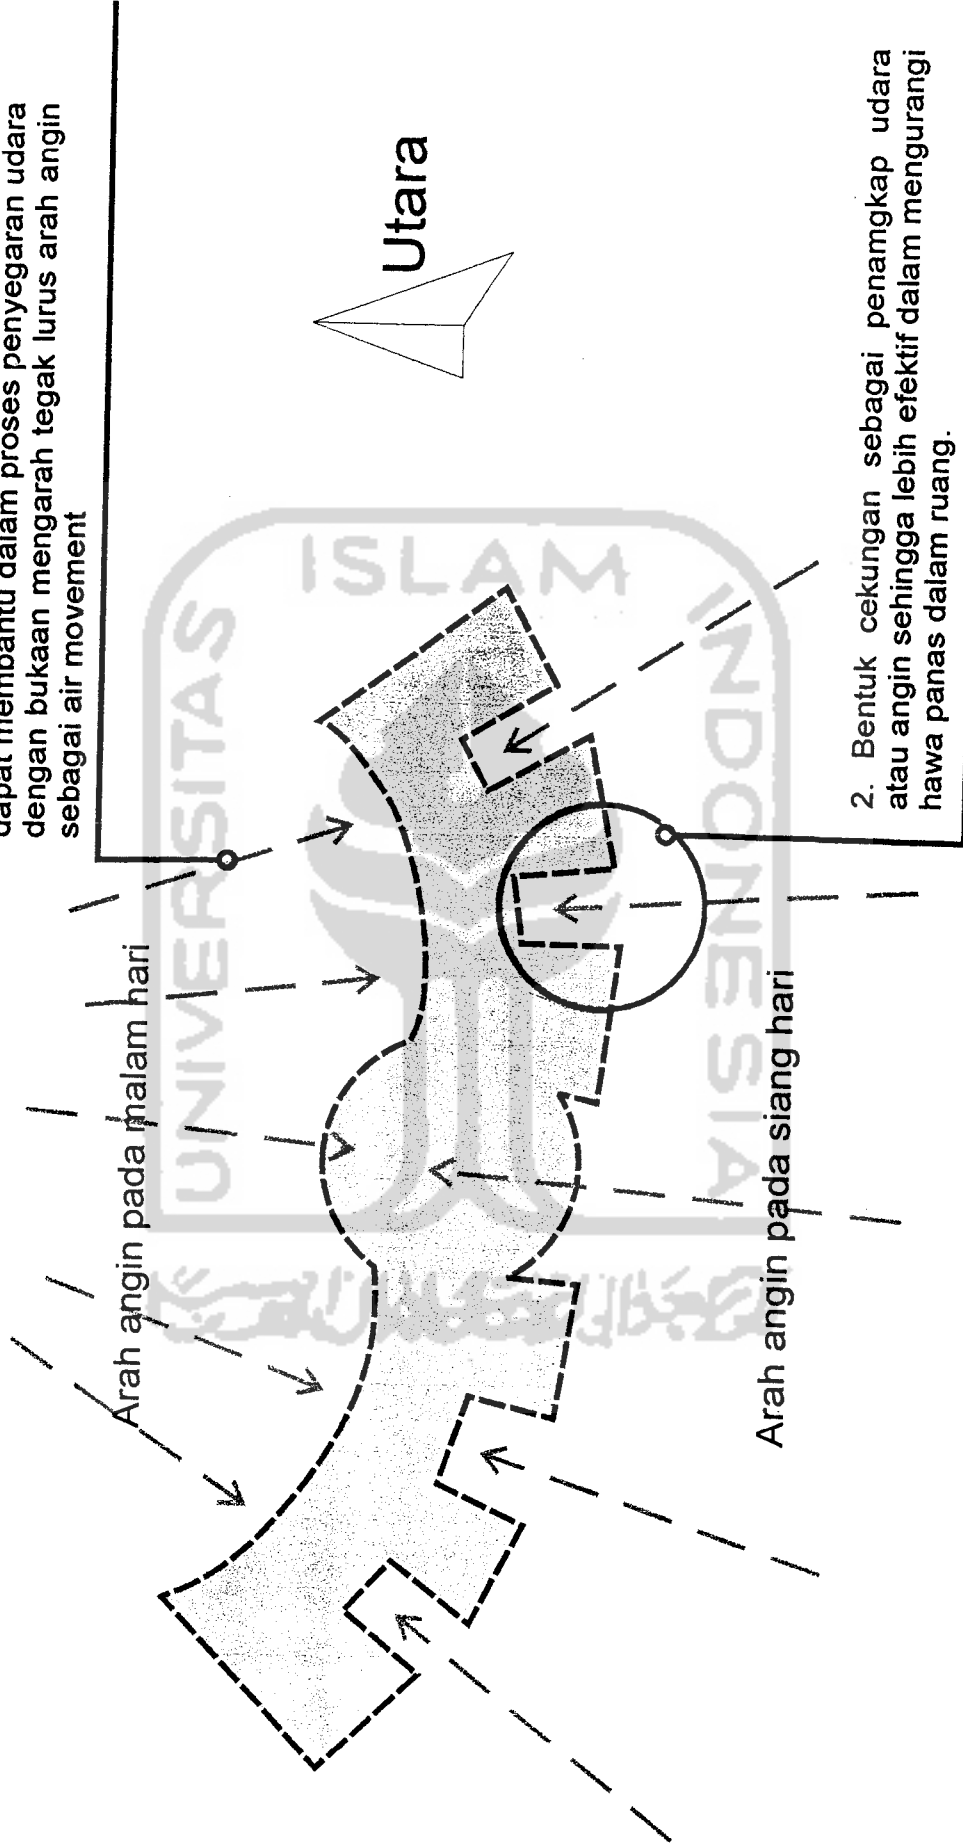 dapat membantu dalam proses penyegaran udara
dengan bukaan mengarah tegak lurus arah angin
sebagai air movement
Utara
Arah angin pada malam hari
UNIVERSITAS
ISLAM
INDONESIA
Arah angin pada siang hari
2. Bentuk cekungan sebagai penamgkap udara
atau angin sehingga lebih efektif dalam mengurangi
hawa panas dalam ruang.